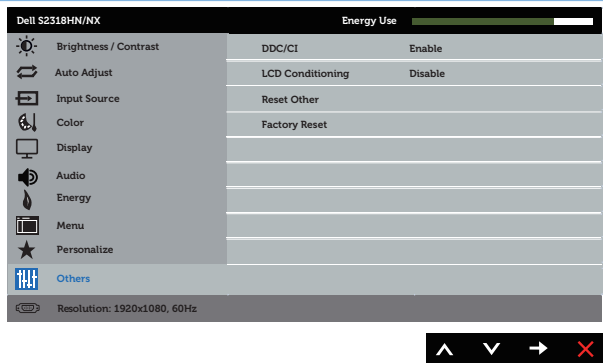 Dell S2318HN/NX Energy Use
Brightness / Contrast
Auto Adjust
Input Source
Color
Display
Audio
Energy
Menu
Personalize
Others
DDC/CI Enable
LCD Conditioning Disable
Reset Other
Factory Reset
Resolution: 1920x1080, 60Hz